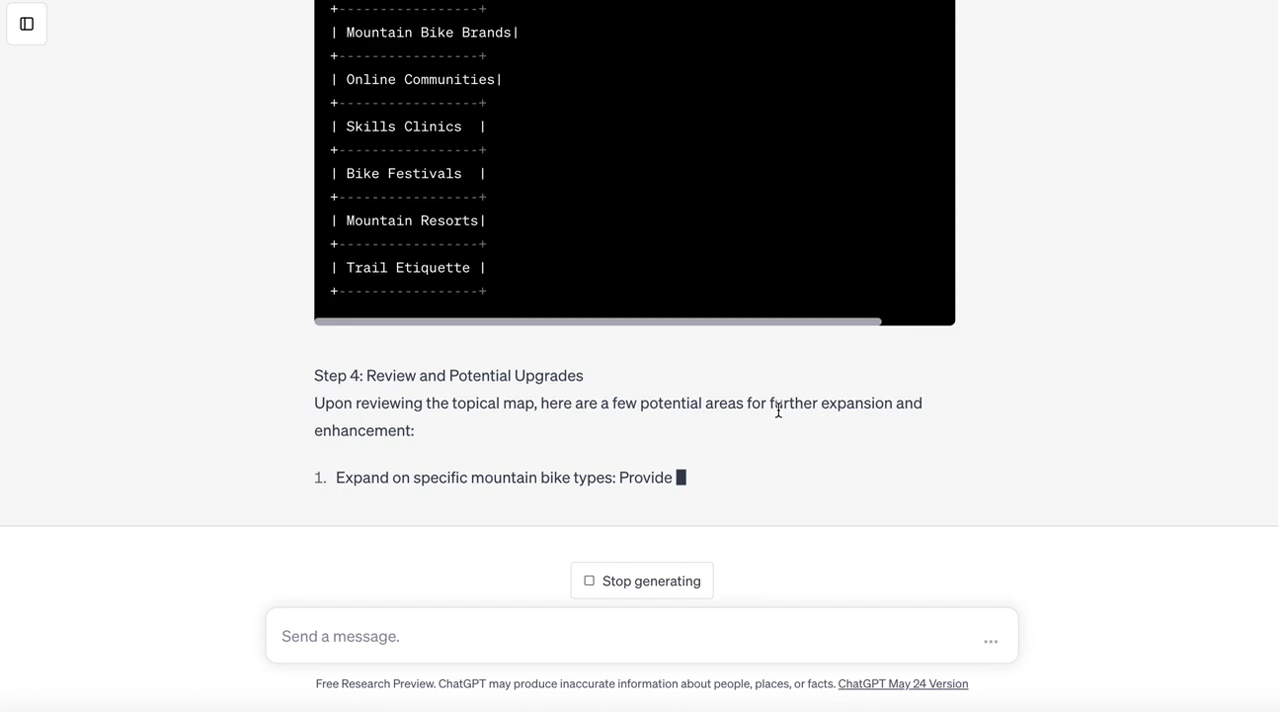 +-----------------+
| Mountain Bike Brands|
+-----------------+
| Online Communities|
+-----------------+
| Skills Clinics  |
+-----------------+
| Bike Festivals  |
+-----------------+
| Mountain Resorts|
+-----------------+
| Trail Etiquette |
+-----------------+
Step 4: Review and Potential Upgrades
Upon reviewing the topical map, here are a few potential areas for further expansion and
enhancement:
1. Expand on specific mountain bike types: Provide
Stop generating
Send a message.
...
Free Research Preview. ChatGPT may produce inaccurate information about people, places, or facts. ChatGPT May 24 Version